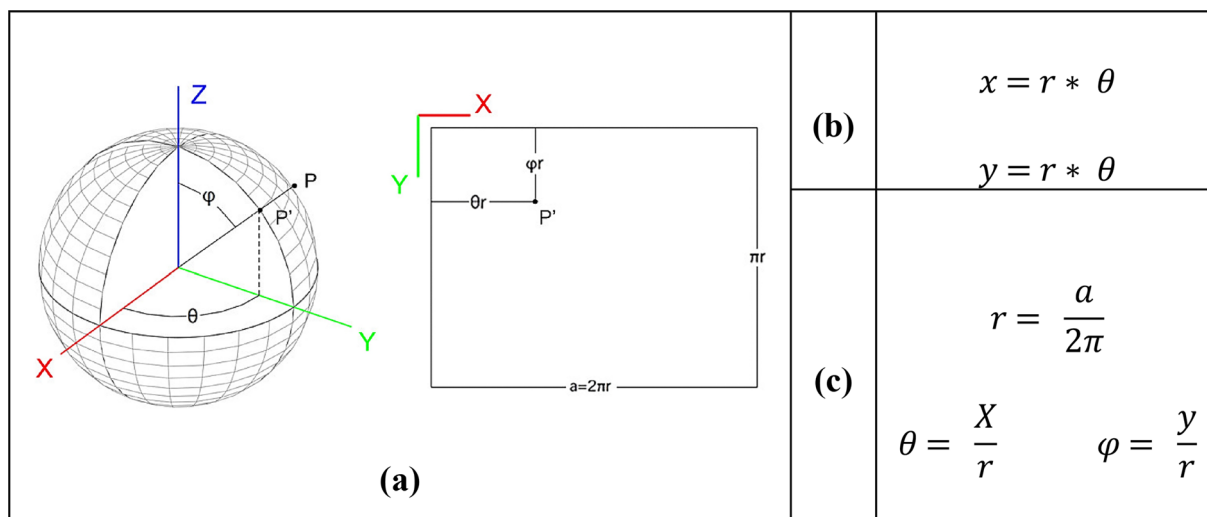 Z
P
φ
P'
θ
X
Y
X
Y
φr
θr
P'
πr
a=2πr
(a)
(b)
x = r * θ
y = r * θ
(c)
r = a / 2π
θ = X / r
φ = y / r